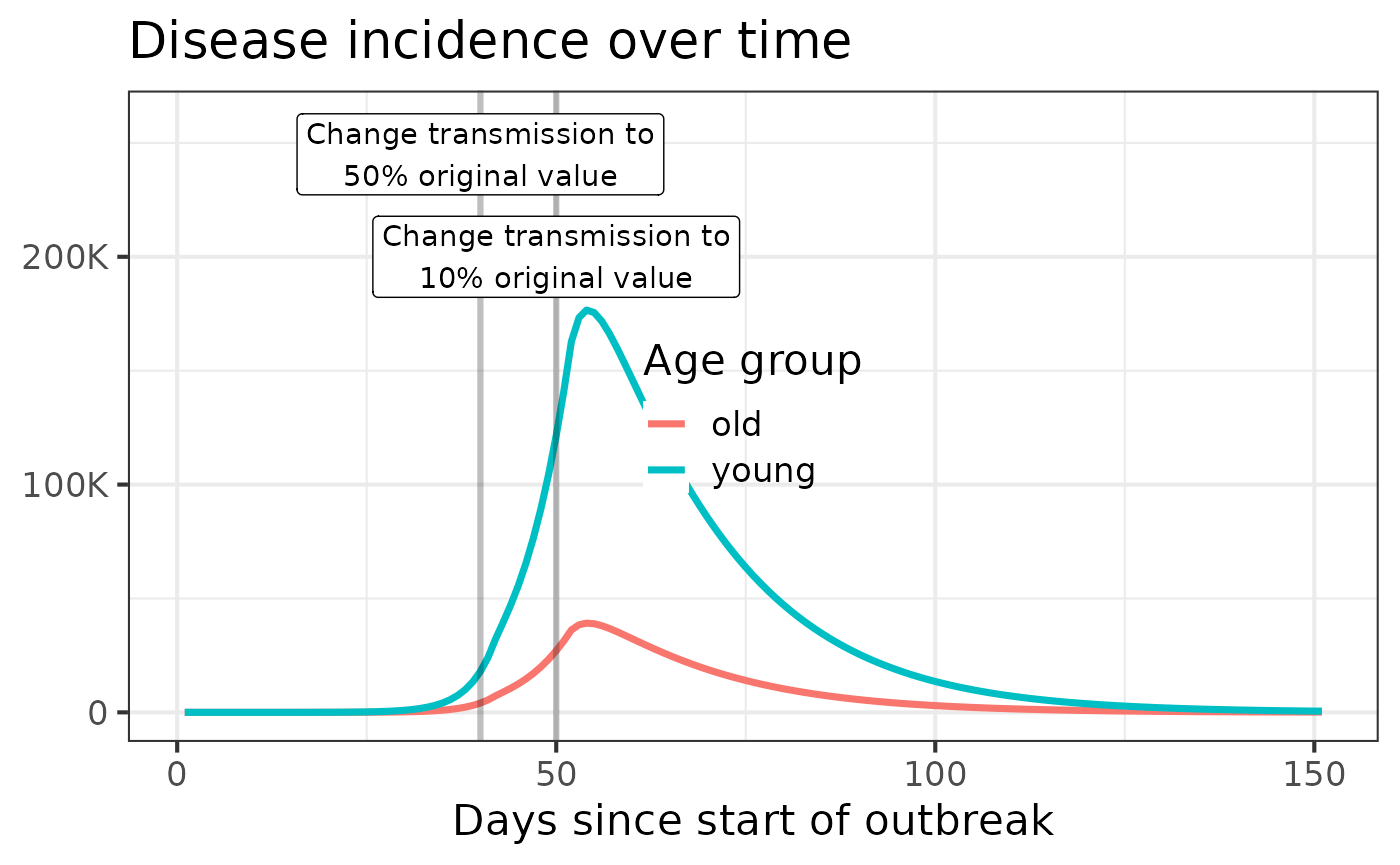 Disease incidence over time
Change transmission to
50% original value
Change transmission to
10% original value
200K
100K
0
Age group
old
young
0
50
100
150
Days since start of outbreak